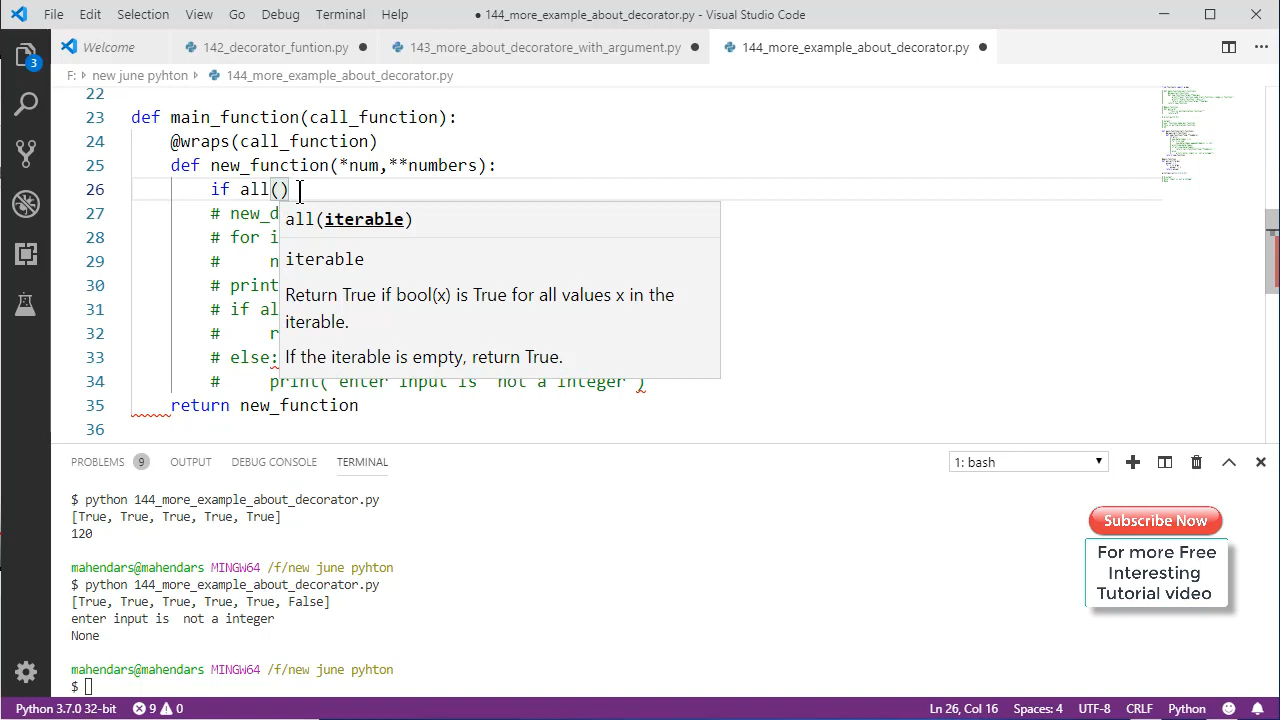 File Edit Selection View Go Debug Terminal Help
● 144_more_example_about_decorator.py - Visual Studio Code
Welcome 142_decorator_funtion.py 143_more_about_decoratore_with_argument.py 144_more_example_about_decorator.py
F: new june pyhton 144_more_example_about_decorator.py
22
23 def main_function(call_function):
24 @wraps(call_function)
25 def new_function(*num,**numbers):
26 if all()
27 # new_d
all(iterable)
28 # for i
iterable
29 # n
30 # print
Return True if bool(x) is True for all values x in the
31 # if al
iterable.
32 # r
33 # else:
If the iterable is empty, return True.
34 # print( enter input is not a integer )
35 return new_function
36
3
PROBLEMS 9 OUTPUT DEBUG CONSOLE TERMINAL 1: bash
$ python 144_more_example_about_decorator.py
[True, True, True, True, True]
120
mahendars@mahendars MINGW64 /f/new june pyhton
$ python 144_more_example_about_decorator.py
[True, True, True, True, True, False]
enter input is  not a integer
None
mahendars@mahendars MINGW64 /f/new june pyhton
$
Subscribe Now
For more Free
Interesting
Tutorial video
Python 3.7.0 32-bit 9 0 Ln 26, Col 16 Spaces: 4 UTF-8 CRLF Python